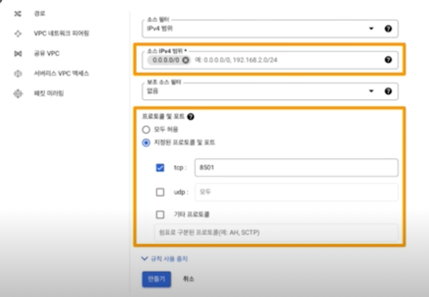 경로
VPC 네트워크 피어링
공유 VPC
서버리스 VPC 액세스
패킷 미러링
소스 필터
IPv4 범위
소스 IPv4 범위 *
0.0.0.0/0 예: 0.0.0.0/0, 192.168.2.0/24
보조 소스 필터
없음
프로토콜 및 포트
모두 허용
지정된 프로토콜 및 포트
tcp : 8501
udp : 모두
기타 프로토콜
쉼표로 구분된 프로토콜(예: AH, SCTP)
규칙 사용 중지
만들기 취소